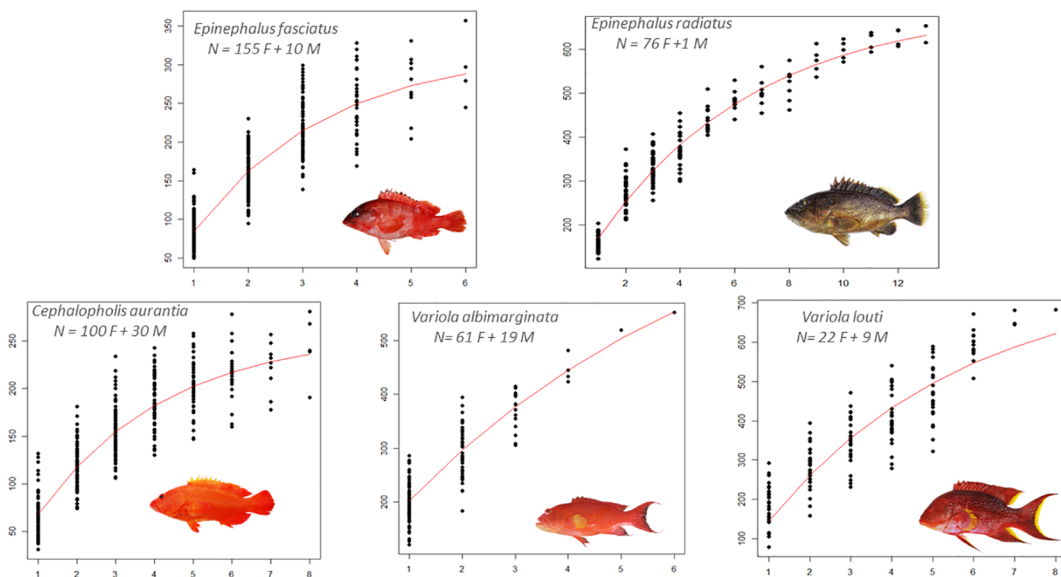 Epinephalus fasciatus
N = 155 F + 10 M
300
250
200
150
100
50
1 2 3 4 5 6
Epinephalus radiatus
N = 76 F +1 M
600
500
400
300
200
2 4 6 8 10 12
Cephalopholis aurantia
N = 100 F + 30 M
250
200
150
100
50
1 2 3 4 5 6 7 8
Variola albimarginata
N= 61 F + 19 M
500
400
300
200
1 2 3 4 5 6
Variola louti
N= 22 F + 9 M
700
600
500
400
300
200
100
1 2 3 4 5 6 7 8